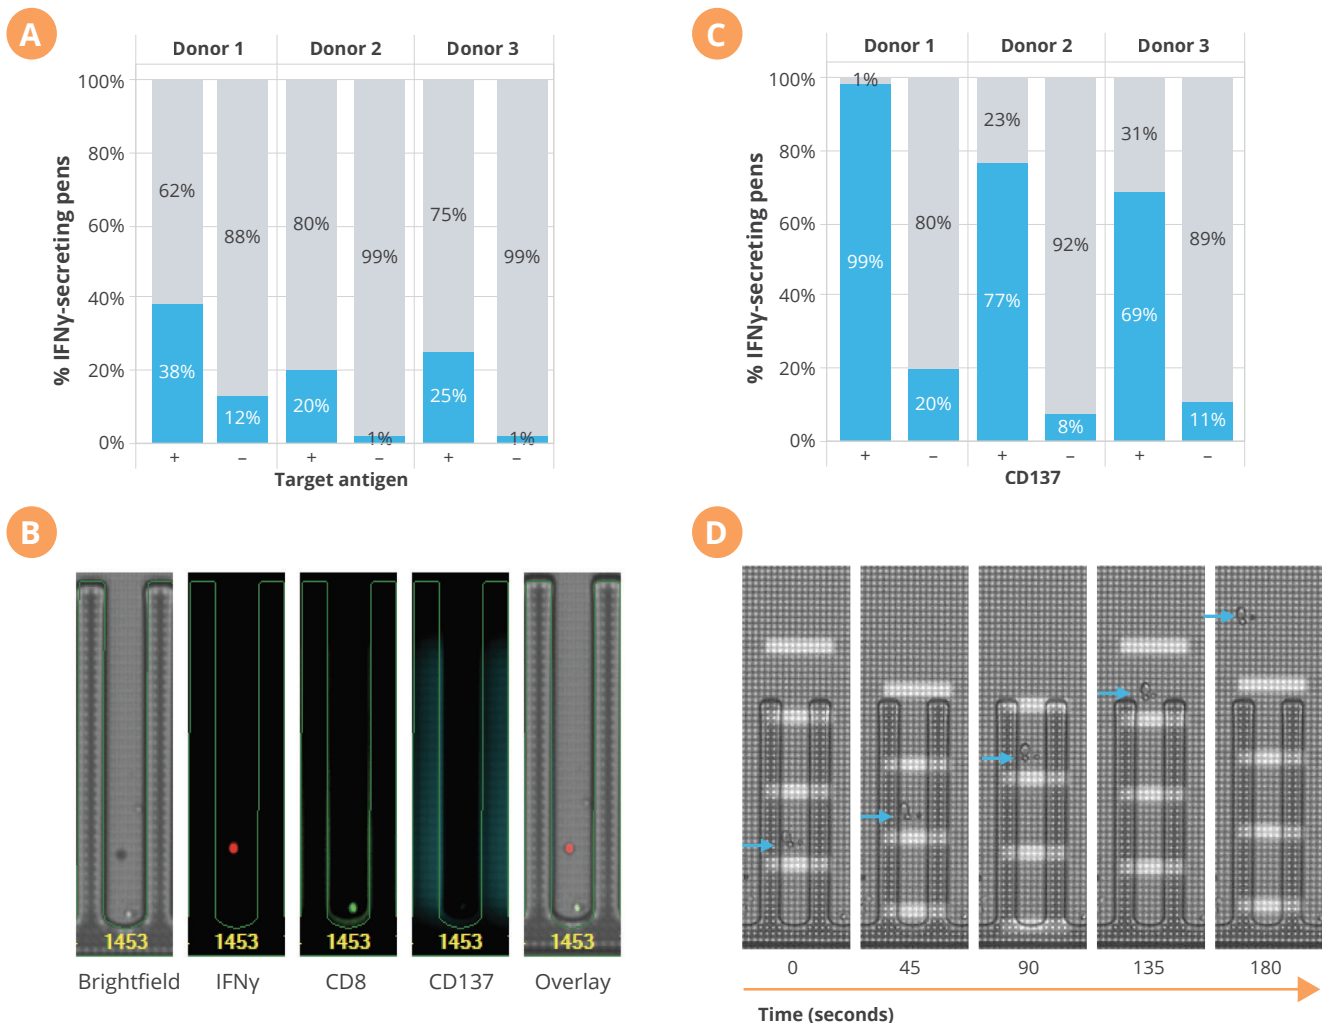 A
Donor 1 Donor 2 Donor 3
% IFNγ-secreting pens
100%
80%
60%
40%
20%
0%
62% 88% 80% 99% 75% 99%
38% 12% 20% 1% 25% 1%
+ – + – + –
Target antigen
C
Donor 1 Donor 2 Donor 3
% IFNγ-secreting pens
100%
80%
60%
40%
20%
0%
1% 80% 23% 92% 31% 89%
99% 20% 77% 8% 69% 11%
+ – + – + –
CD137
B
1453 1453 1453 1453 1453
Brightfield IFNγ CD8 CD137 Overlay
D
0 45 90 135 180
Time (seconds)